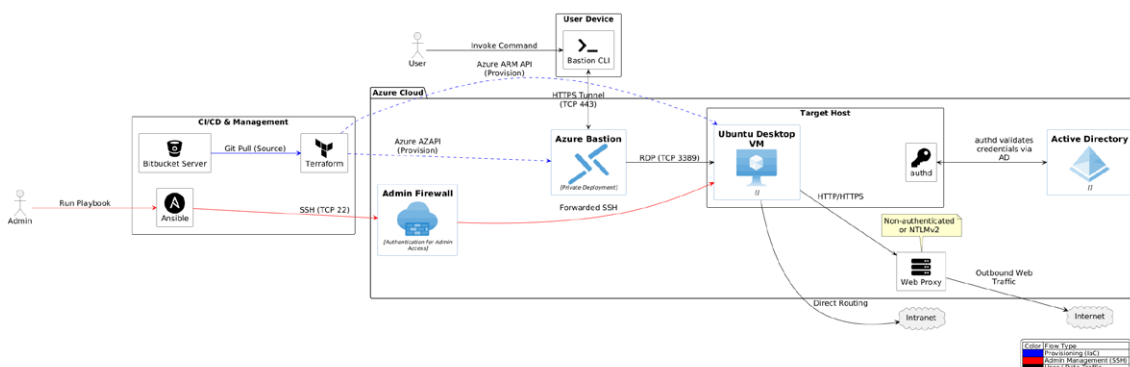 User Device
Invoke Command
User
Bastion CLI
Azure ARM API
(Provision)
Azure Cloud
HTTPS Tunnel
(TCP 443)
CI/CD & Management
Target Host
Bitbucket Server
Git Pull (Source)
Terraform
Azure AZAPI
(Provision)
Azure Bastion
[Private Deployment]
RDP (TCP 3389)
Ubuntu Desktop
VM
[]
authd
authd validates
credentials via
AD
Active Directory
[]
Admin
Run Playbook
Ansible
SSH (TCP 22)
Admin Firewall
[Authentication for Admin
Access]
Forwarded SSH
HTTP/HTTPS
Non-authenticated
or NTLMv2
Web Proxy
Outbound Web
Traffic
Direct Routing
Intranet
Internet
Color Flow Type
Provisioning (IaC)
Admin Management (SSH)
User / Data Traffic